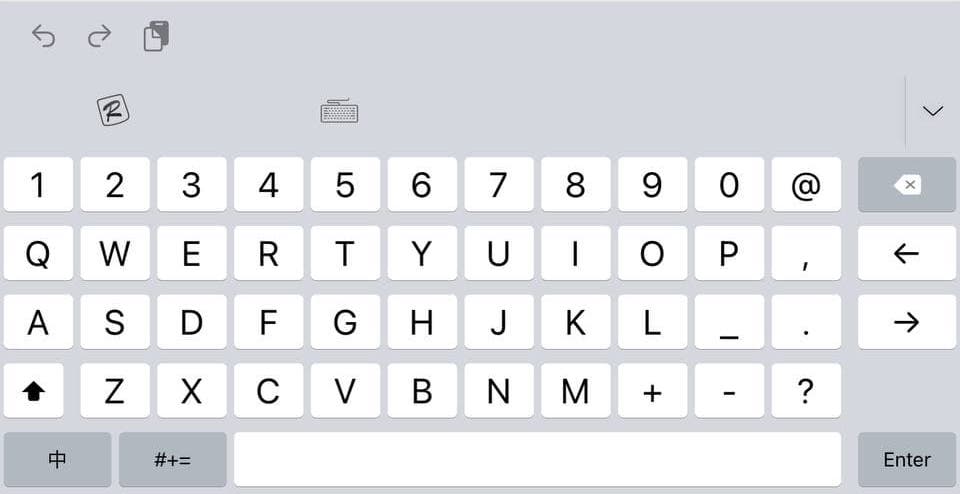 R
1 2 3 4 5 6 7 8 9 0 @
Q W E R T Y U I O P ,
A S D F G H J K L _ .
Z X C V B N M + - ?
中 #+= Enter